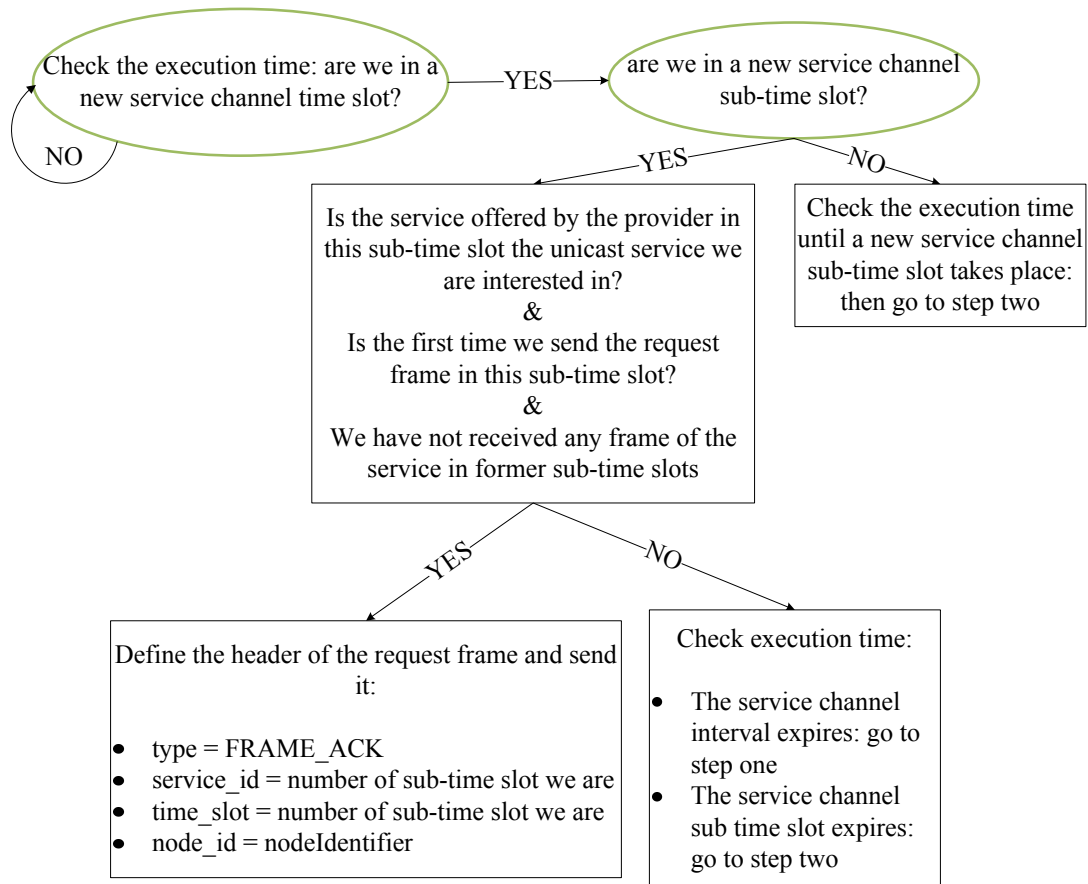 Check the execution time: are we in a
new service channel time slot?
YES
are we in a new service channel
sub-time slot?
NO
YES
NO
Is the service offered by the provider in
this sub-time slot the unicast service we
are interested in?
&
Is the first time we send the request
frame in this sub-time slot?
&
We have not received any frame of the
service in former sub-time slots
Check the execution time
until a new service channel
sub-time slot takes place:
then go to step two
YES
NO
Define the header of the request frame and send
it:
• type = FRAME_ACK
• service_id = number of sub-time slot we are
• time_slot = number of sub-time slot we are
• node_id = nodeIdentifier
Check execution time:
• The service channel
interval expires: go to
step one
• The service channel
sub time slot expires:
go to step two